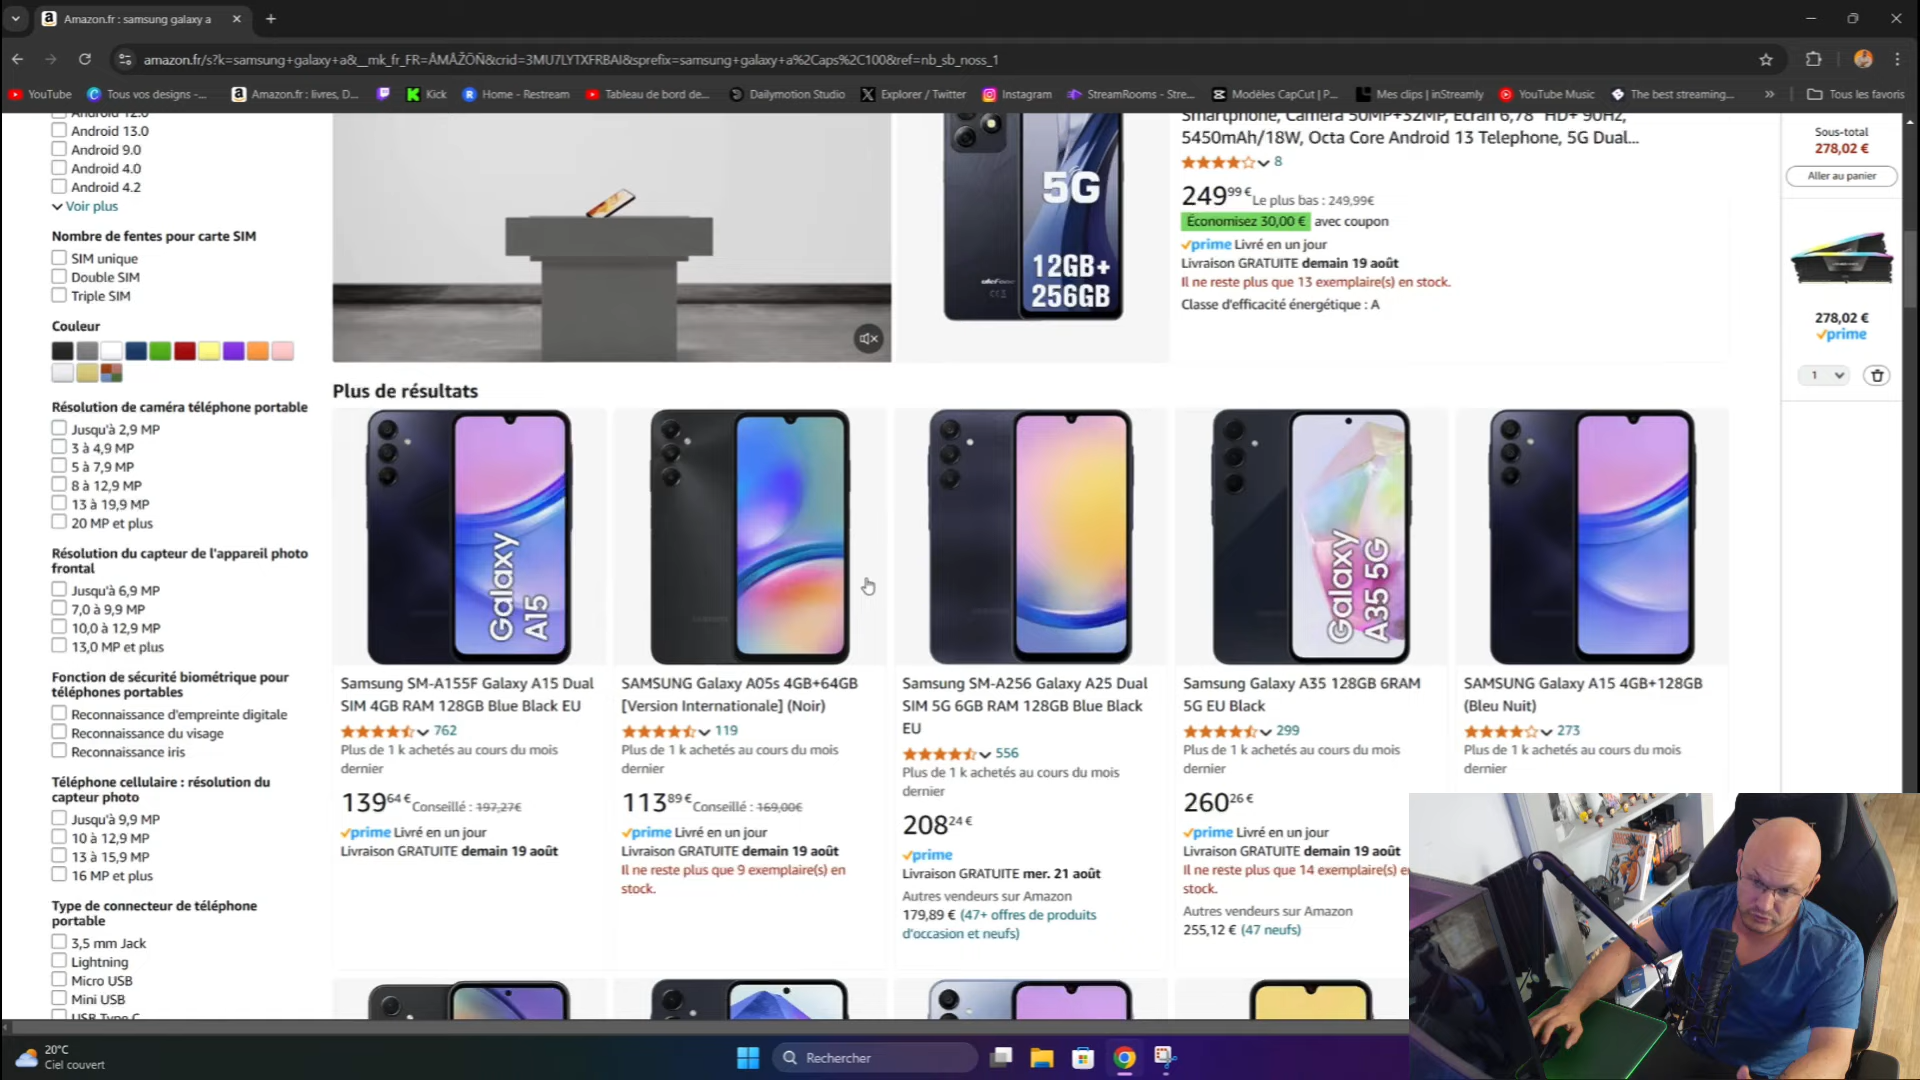 Amazon.fr : samsung galaxy a
amazon.fr/s?k=samsung+galaxy+a&__mk_fr_FR=ÅMÅŽÕÑ&crid=3MU7LYTXFRBAI&sprefix=samsung+galaxy+a%2Caps%2C100&ref=nb_sb_noss_1
YouTube
Tous vos designs -...
Amazon.fr : livres, D...
Kick
Home - Restream
Tableau de bord de...
Dailymotion Studio
Explorer / Twitter
Instagram
StreamRooms - Stre...
Modèles CapCut | P...
Mes clips | inStreamly
YouTube Music
The best streaming...
»
Tous les favoris
Android 12.0
Android 13.0
Android 9.0
Android 4.0
Android 4.2
Voir plus
Nombre de fentes pour carte SIM
SIM unique
Double SIM
Triple SIM
Couleur
Résolution de caméra téléphone portable
Jusqu'à 2,9 MP
3 à 4,9 MP
5 à 7,9 MP
8 à 12,9 MP
13 à 19,9 MP
20 MP et plus
Résolution du capteur de l'appareil photo
frontal
Jusqu'à 6,9 MP
7,0 à 9,9 MP
10,0 à 12,9 MP
13,0 MP et plus
Fonction de sécurité biométrique pour
téléphones portables
Reconnaissance d'empreinte digitale
Reconnaissance du visage
Reconnaissance iris
Téléphone cellulaire : résolution du
capteur photo
Jusqu'à 9,9 MP
10 à 12,9 MP
13 à 15,9 MP
16 MP et plus
Type de connecteur de téléphone
portable
3,5 mm Jack
Lightning
Micro USB
Mini USB
USB Type C
5G
12GB+
256GB
ulefone
Smartphone, Caméra 50MP+32MP, Écran 6,78" HD+ 90Hz,
5450mAh/18W, Octa Core Android 13 Telephone, 5G Dual...
8
249,99€ Le plus bas : 249,99€
Économisez 30,00 € avec coupon
prime Livré en un jour
Livraison GRATUITE demain 19 août
Il ne reste plus que 13 exemplaire(s) en stock.
Classe d'efficacité énergétique : A
Sous-total
278,02 €
Aller au panier
278,02 €
prime
1
Plus de résultats
Galaxy
A15
Samsung SM-A155F Galaxy A15 Dual
SIM 4GB RAM 128GB Blue Black EU
762
Plus de 1 k achetés au cours du mois
dernier
139 64 € Conseillé : 197,27€
prime Livré en un jour
Livraison GRATUITE demain 19 août
SAMSUNG Galaxy A05s 4GB+64GB
[Version Internationale] (Noir)
119
Plus de 1 k achetés au cours du mois
dernier
113 89 € Conseillé : 169,00€
prime Livré en un jour
Livraison GRATUITE demain 19 août
Il ne reste plus que 9 exemplaire(s) en
stock.
Samsung SM-A256 Galaxy A25 Dual
SIM 5G 6GB RAM 128GB Blue Black
EU
556
Plus de 1 k achetés au cours du mois
dernier
208 24 €
prime
Livraison GRATUITE mer. 21 août
Autres vendeurs sur Amazon
179,89 € (47+ offres de produits
d'occasion et neufs)
Galaxy
A35 5G
Samsung Galaxy A35 128GB 6RAM
5G EU Black
299
Plus de 1 k achetés au cours du mois
dernier
260 26 €
prime Livré en un jour
Livraison GRATUITE demain 19 août
Il ne reste plus que 14 exemplaire(s) e
stock.
Autres vendeurs sur Amazon
255,12 € (47 neufs)
SAMSUNG Galaxy A15 4GB+128GB
(Bleu Nuit)
273
Plus de 1 k achetés au cours du mois
dernier
20°C
Ciel couvert
Rechercher